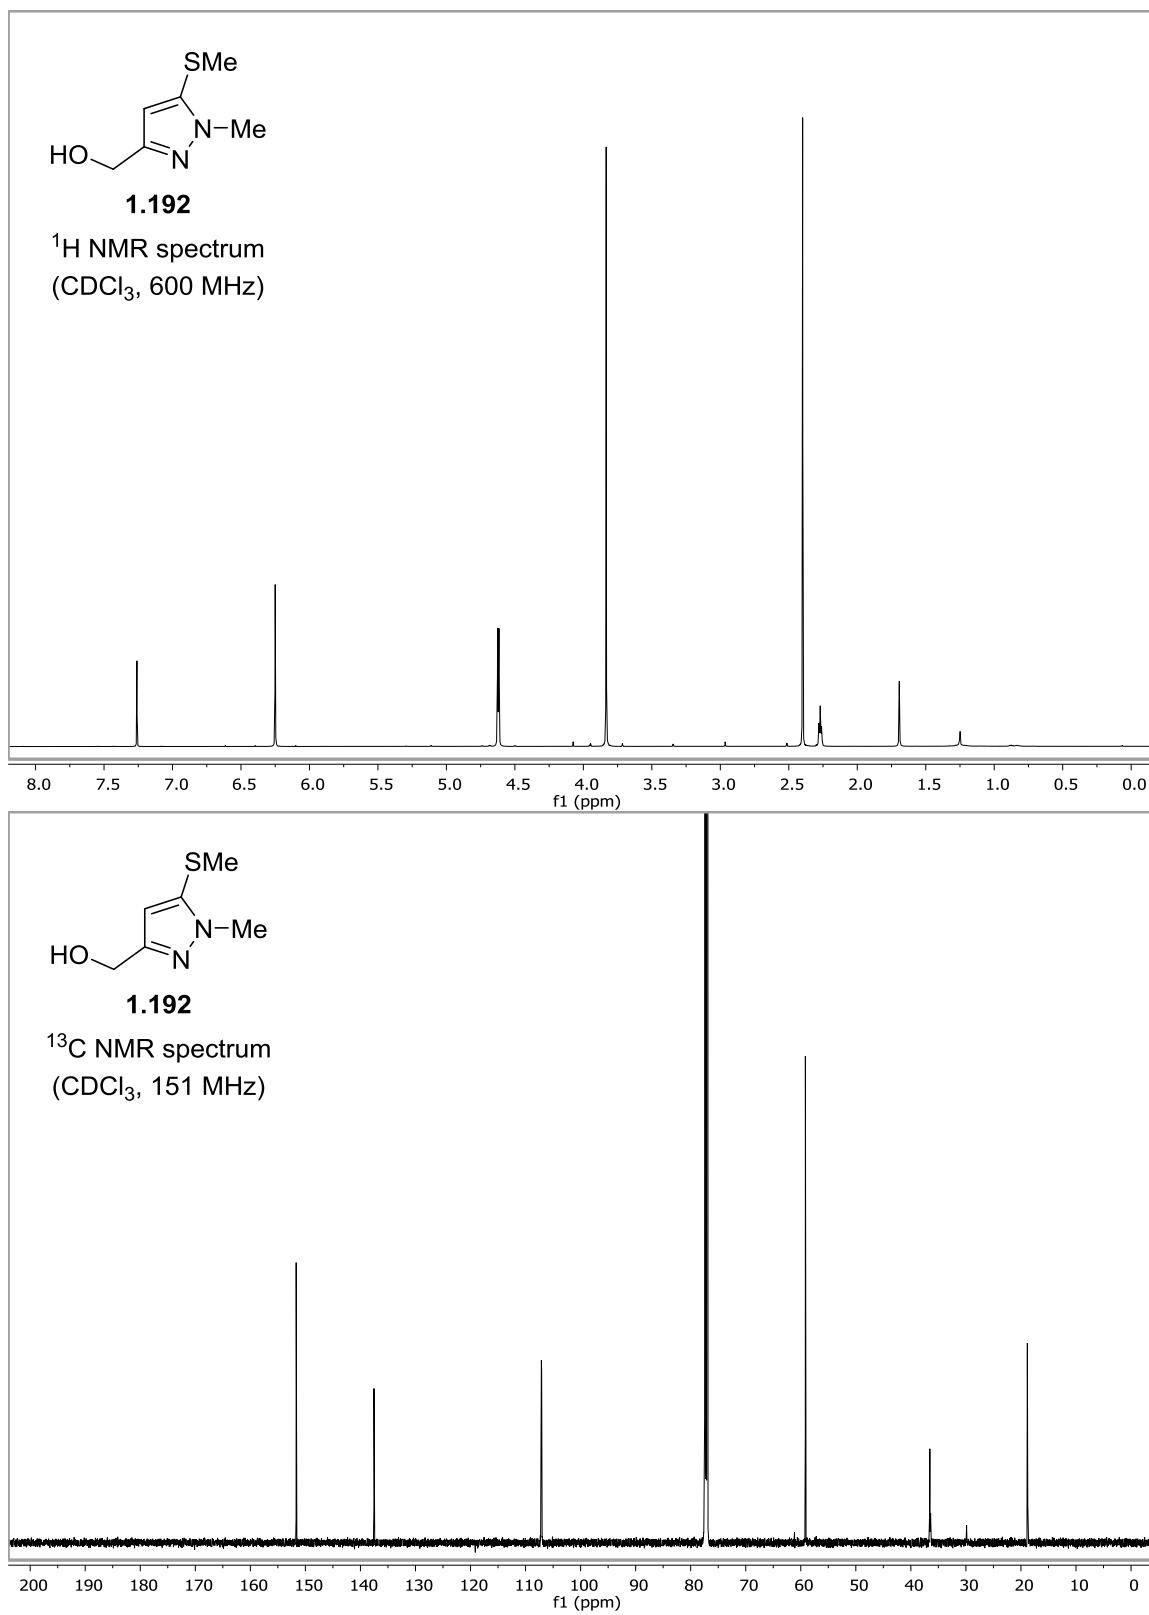 SMe
N
Me
HO
N
1.192
1H NMR spectrum
(CDCl3, 600 MHz)
8.0 7.5 7.0 6.5 6.0 5.5 5.0 4.5 4.0 3.5 3.0 2.5 2.0 1.5 1.0 0.5 0.0
f1 (ppm)
SMe
N
Me
HO
N
1.192
13C NMR spectrum
(CDCl3, 151 MHz)
200 190 180 170 160 150 140 130 120 110 100 90 80 70 60 50 40 30 20 10 0
f1 (ppm)